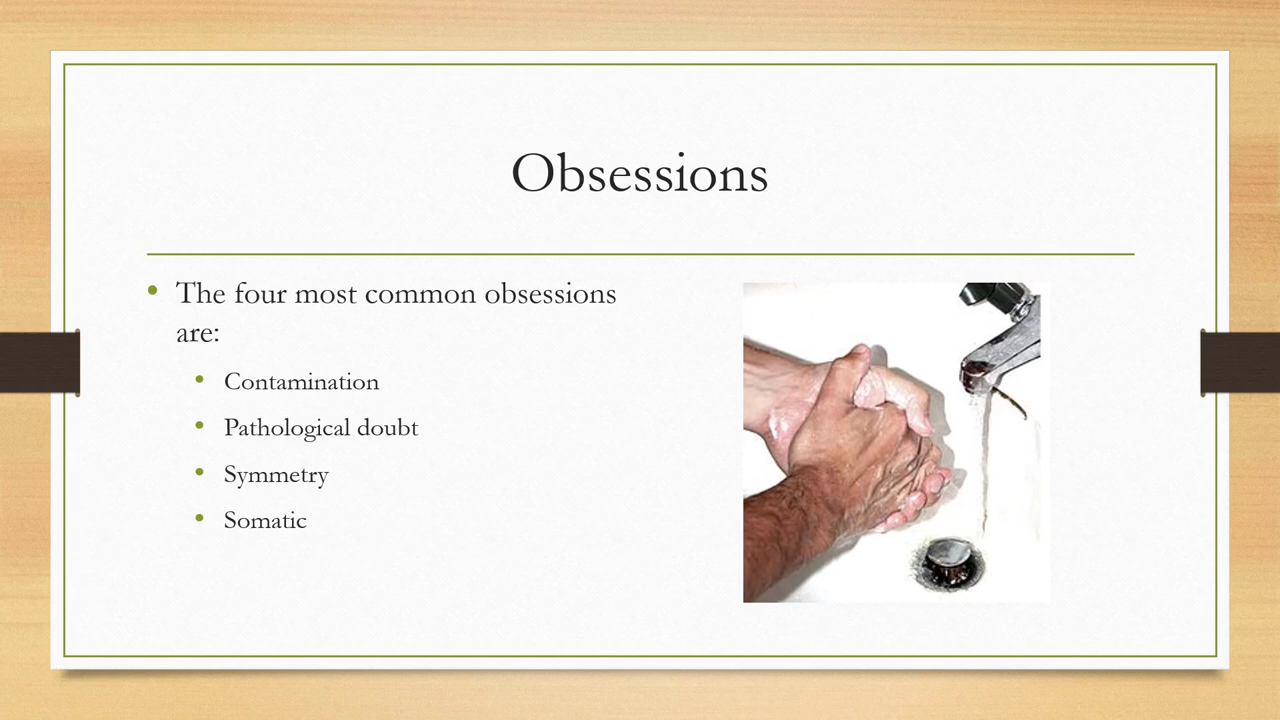 Obsessions
• The four most common obsessions
are:
• Contamination
• Pathological doubt
• Symmetry
• Somatic